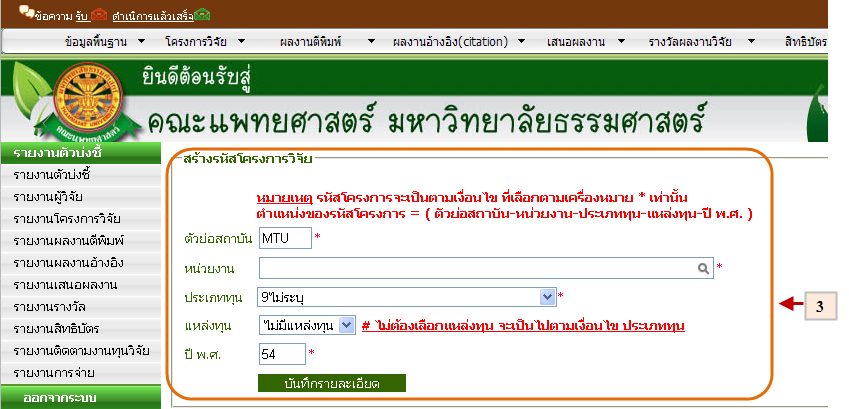 ข้อความ รับ ดำเนินการแล้วเสร็จ
ข้อมูลพื้นฐาน โครงการวิจัย ผลงานตีพิมพ์ ผลงานอ้างอิง(citation) เสนอผลงาน รางวัลผลงานวิจัย สิทธิบัตร
ยินดีต้อนรับสู่
คณะแพทยศาสตร์ มหาวิทยาลัยธรรมศาสตร์
รายงานตัวบ่งชี้
รายงานตัวบ่งชี้
รายงานผู้วิจัย
รายงานโครงการวิจัย
รายงานผลงานตีพิมพ์
รายงานผลงานอ้างอิง
รายงานเสนอผลงาน
รายงานรางวัล
รายงานสิทธิบัตร
รายงานติดตามงานทุนวิจัย
รายงานการจ่าย
ออกจากระบบ
สร้างรหัสโครงการวิจัย
หมายเหตุ รหัสโครงการจะเป็นตามเงื่อนไข ที่เลือกตามเครื่องหมาย * เท่านั้น
ตำแหน่งของรหัสโครงการ = ( ตัวย่อสถาบัน-หน่วยงาน-ประเภททุน-แหล่งทุน-ปี พ.ศ. )
ตัวย่อสถาบัน MTU *
หน่วยงาน *
ประเภททุน 9ไม่ระบุ *
แหล่งทุน ไม่มีแหล่งทุน # ไม่ต้องเลือกแหล่งทุน จะเป็นไปตามเงื่อนไข ประเภททุน
ปี พ.ศ. 54 *
บันทึกรายละเอียด
3